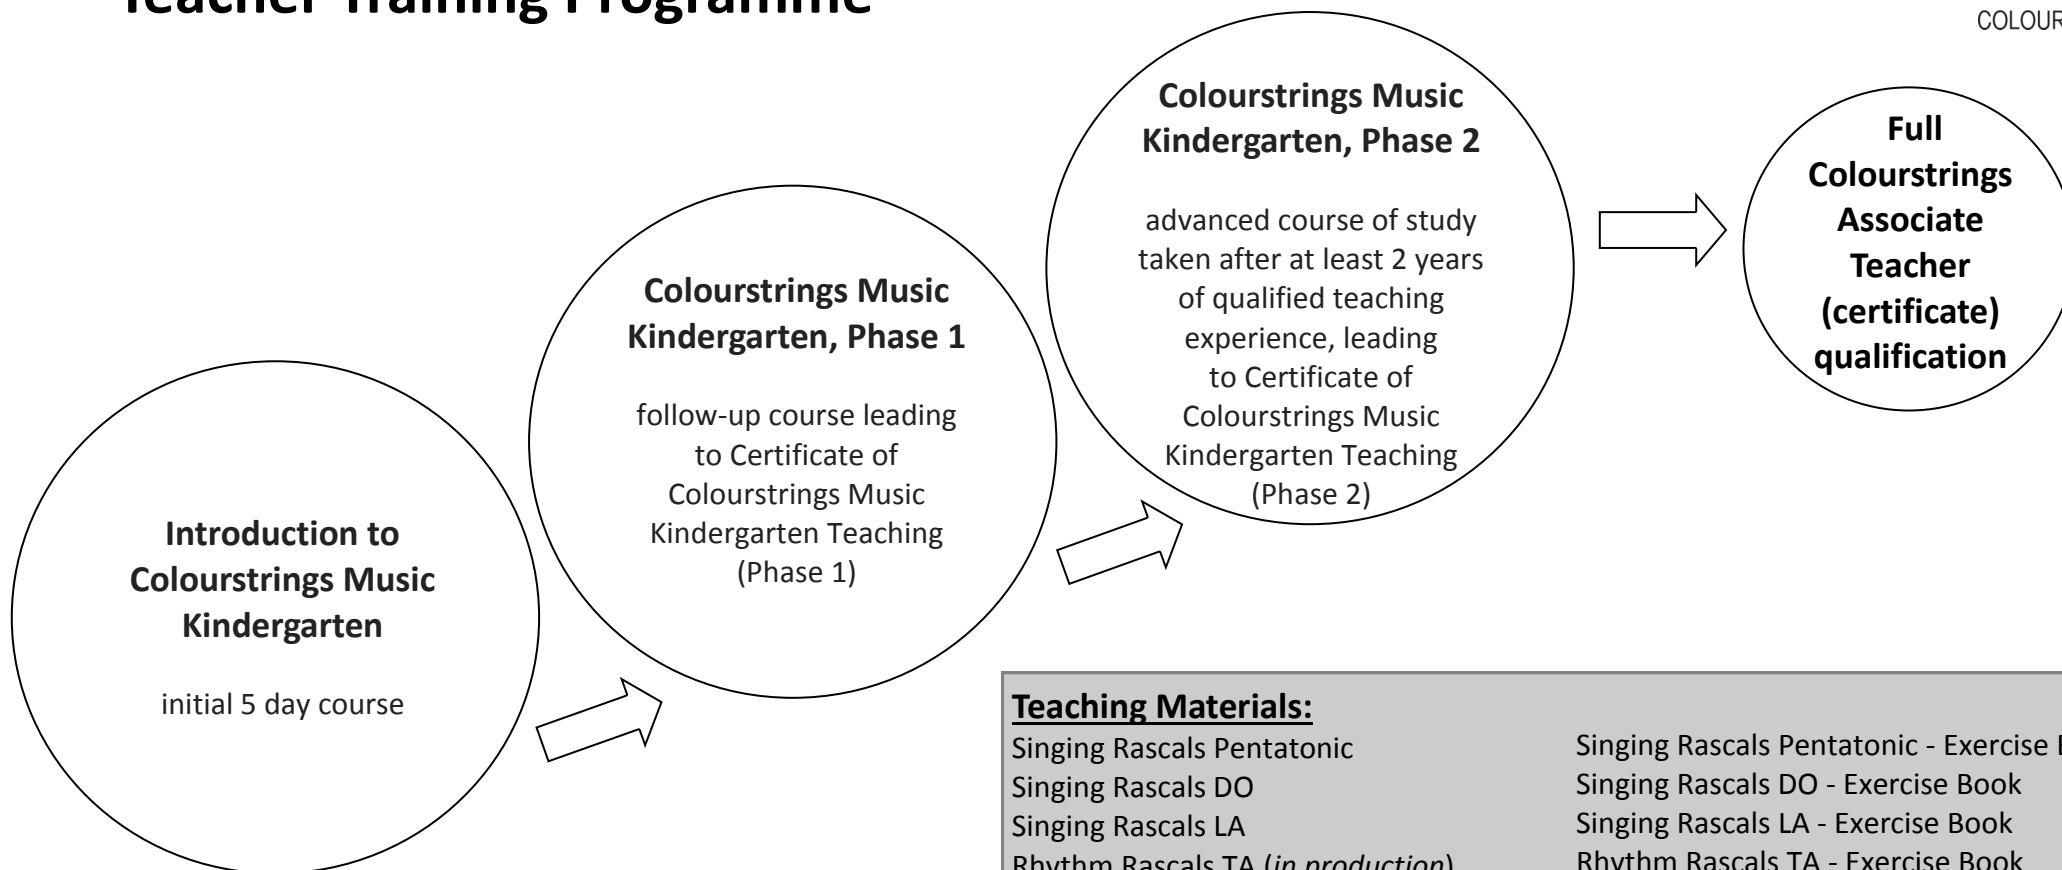 Teacher Training Programme
COLOUR
Introduction to
Colourstrings Music
Kindergarten
initial 5 day course
Colourstrings Music
Kindergarten, Phase 1
follow-up course leading
to Certificate of
Colourstrings Music
Kindergarten Teaching
(Phase 1)
Colourstrings Music
Kindergarten, Phase 2
advanced course of study
taken after at least 2 years
of qualified teaching
experience, leading
to Certificate of
Colourstrings Music
Kindergarten Teaching
(Phase 2)
Full
Colourstrings
Associate
Teacher
(certificate)
qualification
Teaching Materials:
Singing Rascals Pentatonic
Singing Rascals DO
Singing Rascals LA
Rhythm Rascals TA (in production)
Singing Rascals Pentatonic - Exercise
Singing Rascals DO - Exercise Book
Singing Rascals LA - Exercise Book
Rhythm Rascals TA - Exercise Book